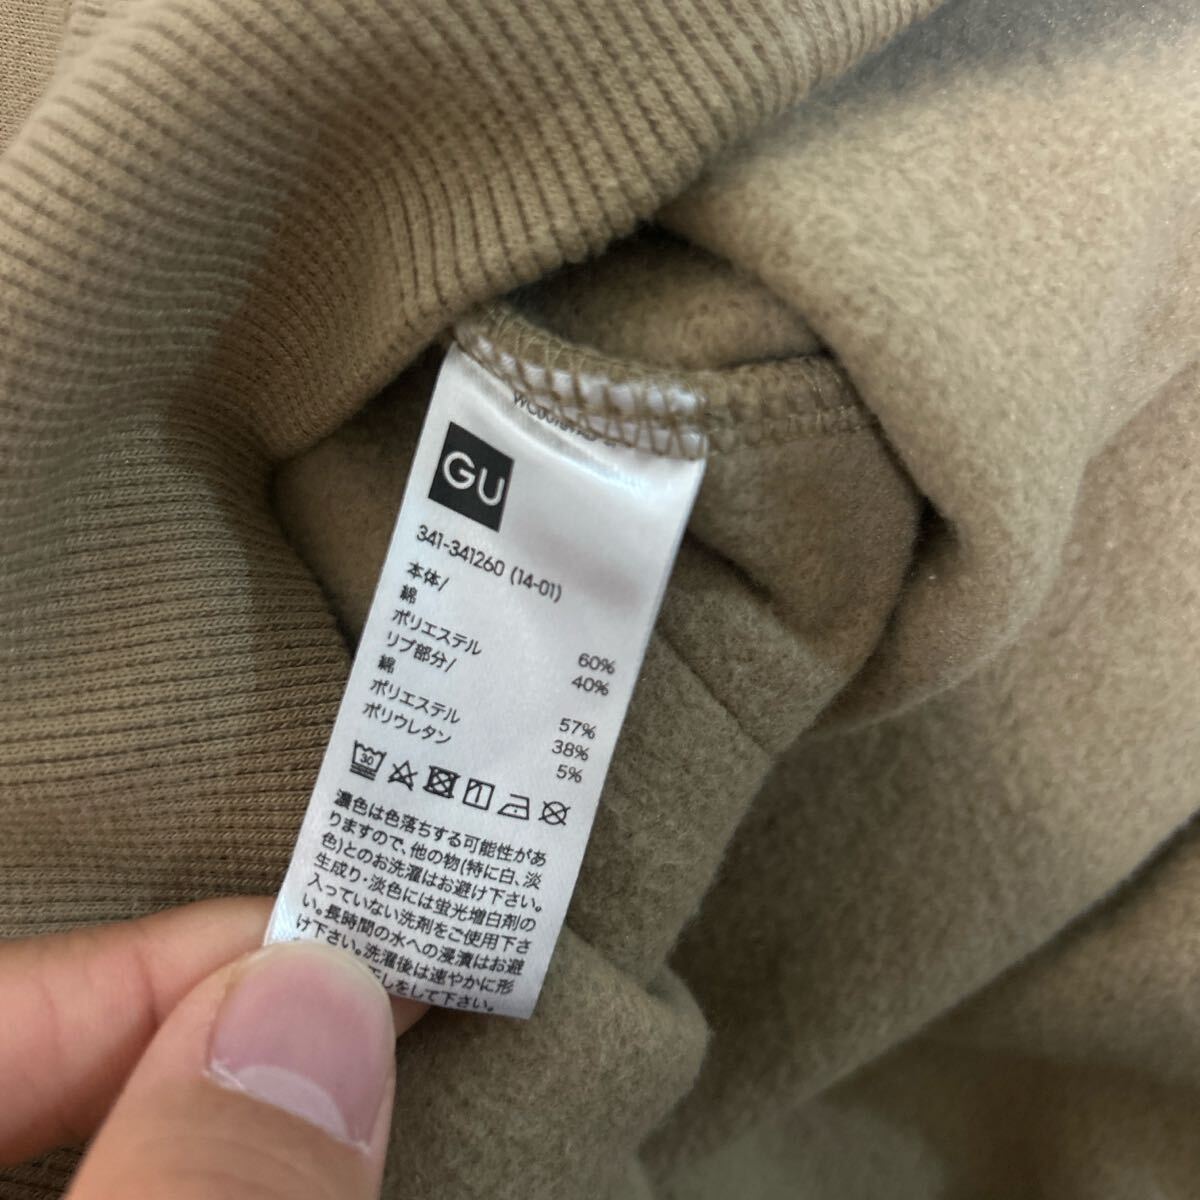 GU
341-341260 (14-01)
本体/
綿 60%
ポリエステル 40%
リブ部分/
綿 57%
ポリエステル 38%
ポリウレタン 5%
30
濃色は色落ちする可能性があ
りますので、他の物(特に白、淡
色)とのお洗濯はお避け下さい。
生成り・淡色には蛍光増白剤の
入っていない洗剤をご使用下さ
い。長時間の水への浸漬はお避
け下さい。洗濯後は速やかに形
干しをして下さい。